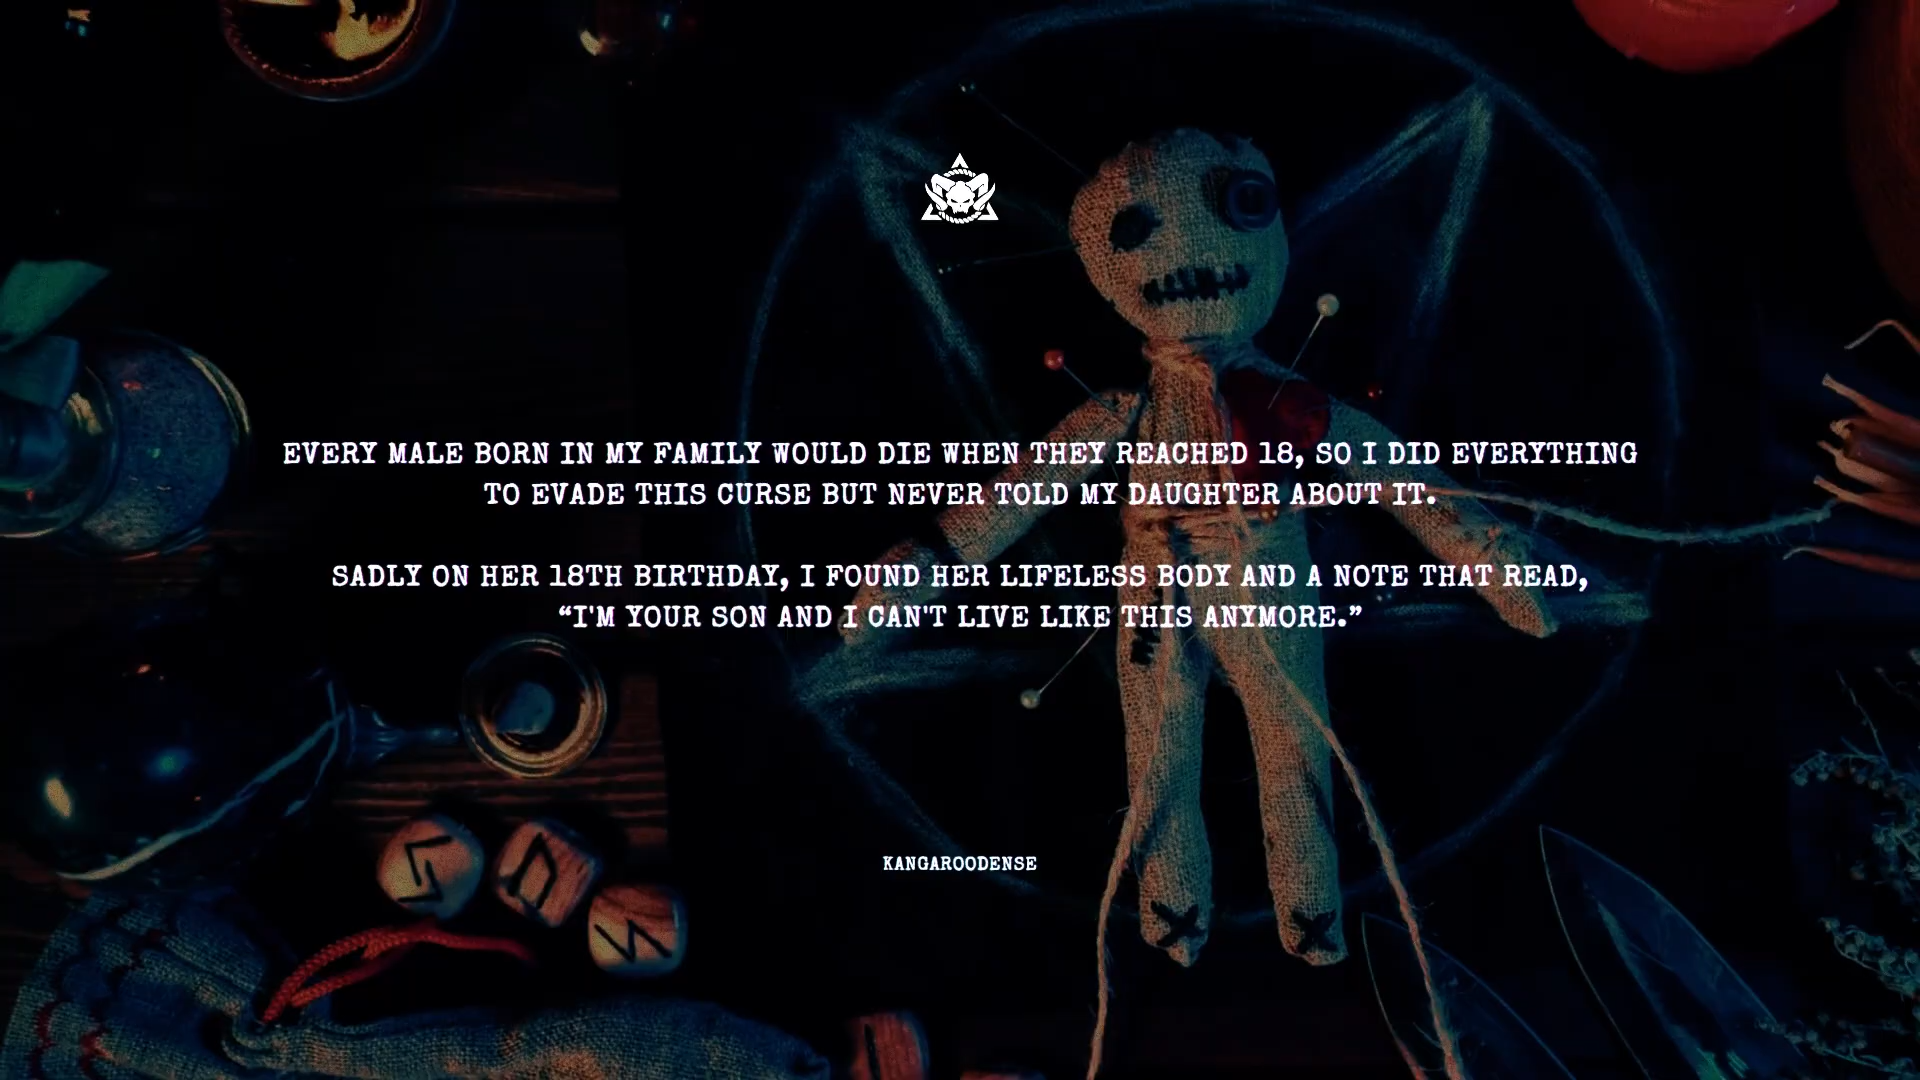 EVERY MALE BORN IN MY FAMILY WOULD DIE WHEN THEY REACHED 18, SO I DID EVERYTHING
TO EVADE THIS CURSE BUT NEVER TOLD MY DAUGHTER ABOUT IT.
SADLY ON HER 18TH BIRTHDAY, I FOUND HER LIFELESS BODY AND A NOTE THAT READ,
“I'M YOUR SON AND I CAN'T LIVE LIKE THIS ANYMORE.”
KANGAROODENSE